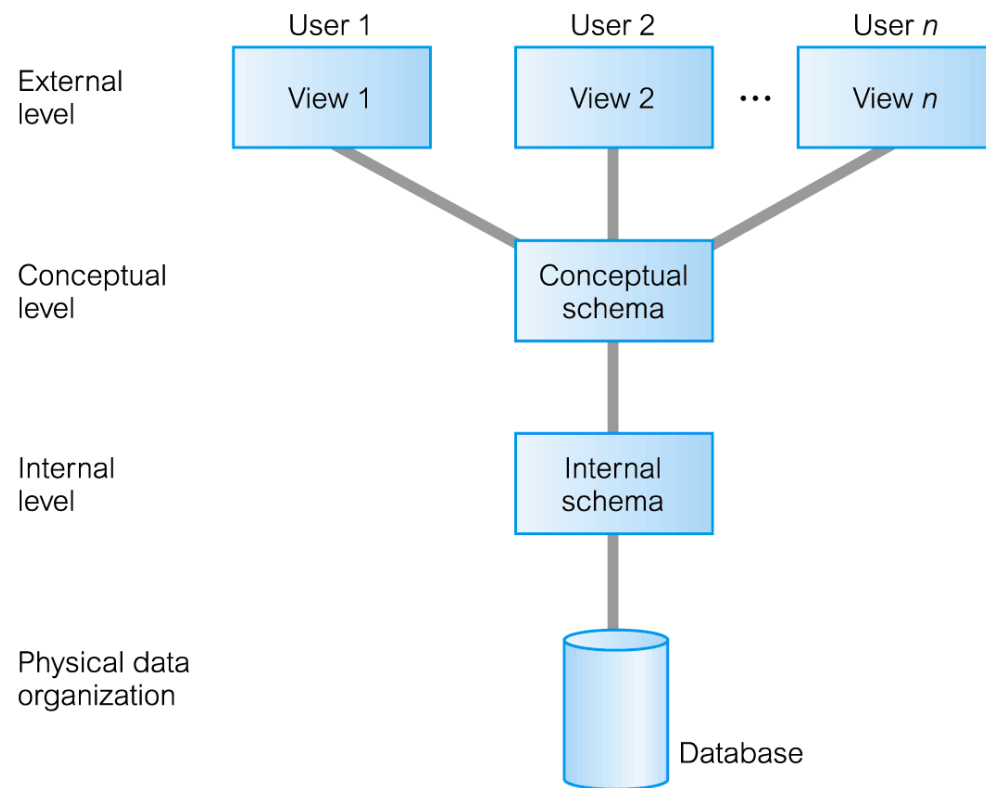 User 1
User 2
User n
External
level
View 1
View 2
...
View n
Conceptual
level
Conceptual
schema
Internal
level
Internal
schema
Physical data
organization
Database